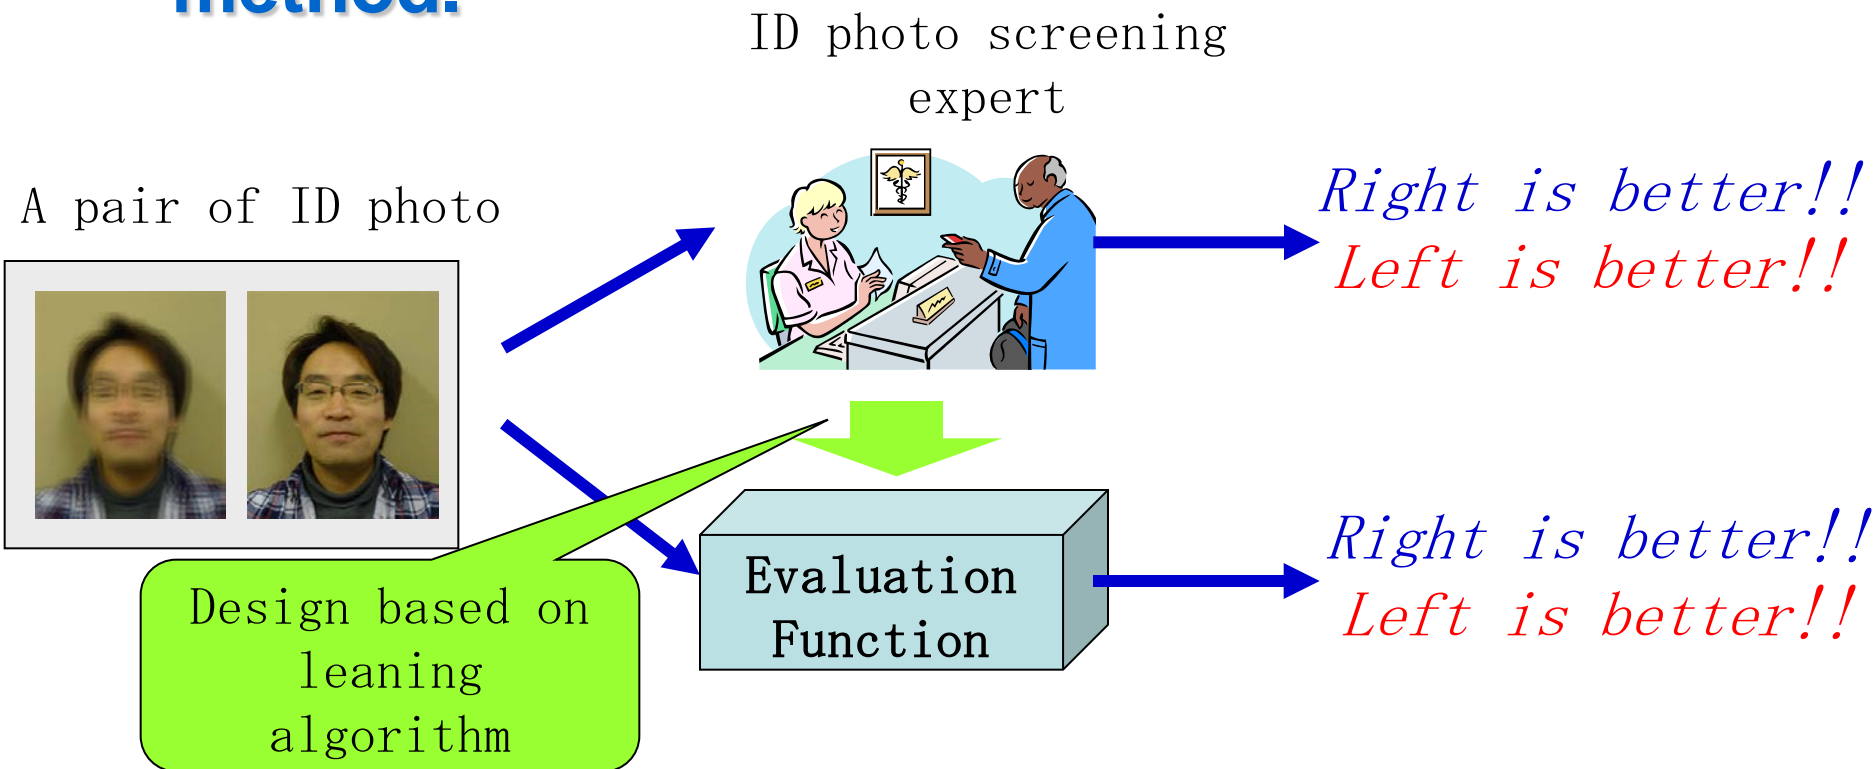 method.
ID photo screening
expert
A pair of ID photo
Right is better!!
Left is better!!
Evaluation
Function
Right is better!!
Left is better!!
Design based on
leaning
algorithm